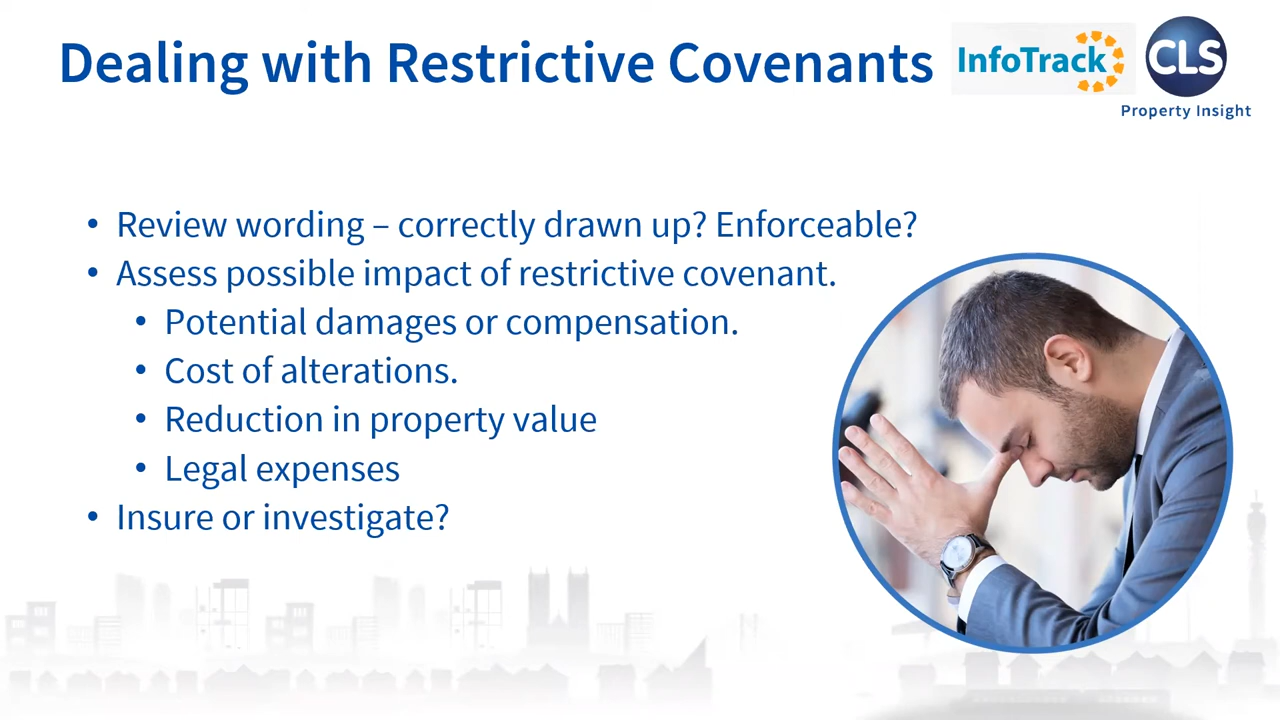 Dealing with Restrictive Covenants
InfoTrack
CLS
Property Insight
• Review wording – correctly drawn up? Enforceable?
• Assess possible impact of restrictive covenant.
• Potential damages or compensation.
• Cost of alterations.
• Reduction in property value
• Legal expenses
• Insure or investigate?